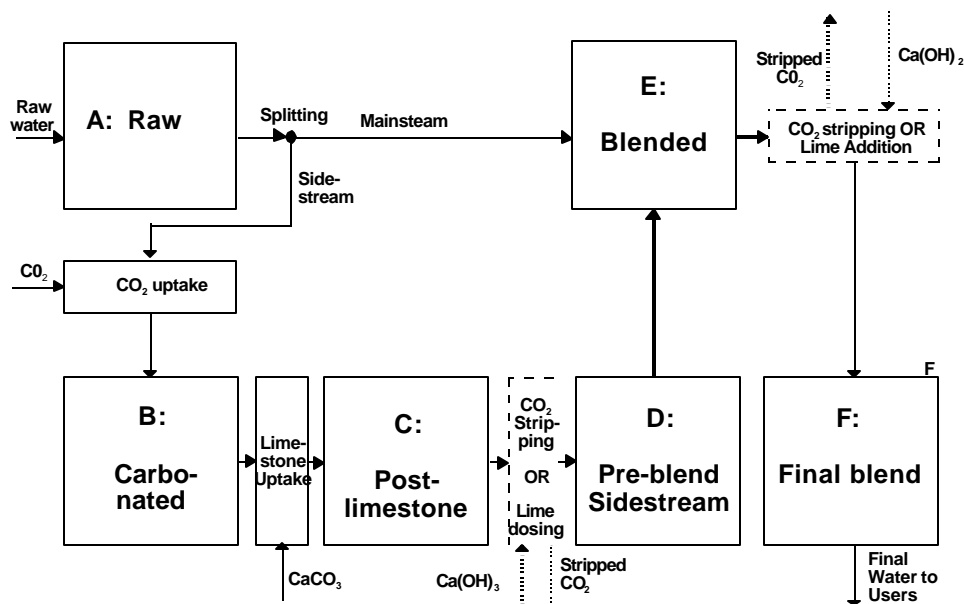 Stripped
C0₂
Ca(OH)₂
Raw
water
A: Raw
Splitting
Mainsteam
E:
Blended
CO₂ stripping OR
Lime Addition
Side-
stream
C0₂
CO₂ uptake
B:
Carbo-
nated
Lime-
stone
Uptake
C:
Post-
limestone
CO₂
Strip-
ping
OR
Lime
dosing
D:
Pre-blend
Sidestream
F
F:
Final blend
CaCO₃
Ca(OH)₃
Stripped
CO₂
Final
Water to
Users